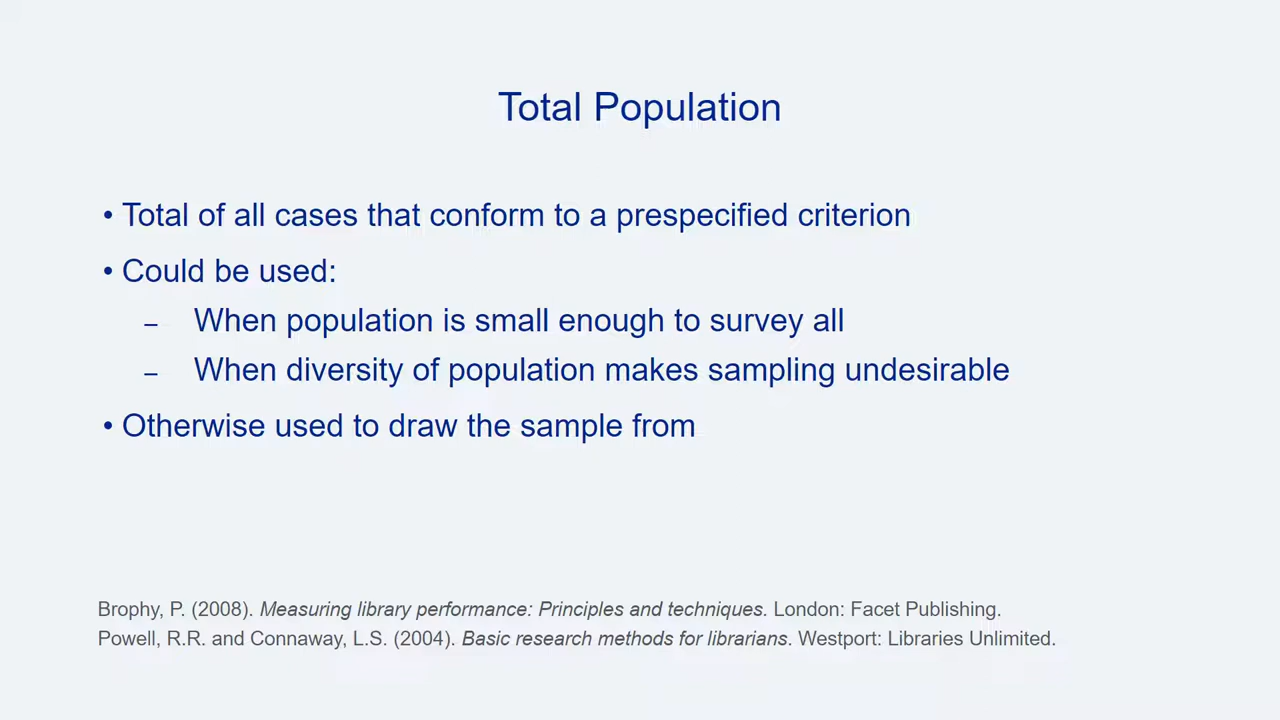 Total Population
• Total of all cases that conform to a prespecified criterion
• Could be used:
– When population is small enough to survey all
– When diversity of population makes sampling undesirable
• Otherwise used to draw the sample from
Brophy, P. (2008). Measuring library performance: Principles and techniques. London: Facet Publishing.
Powell, R.R. and Connaway, L.S. (2004). Basic research methods for librarians. Westport: Libraries Unlimited.